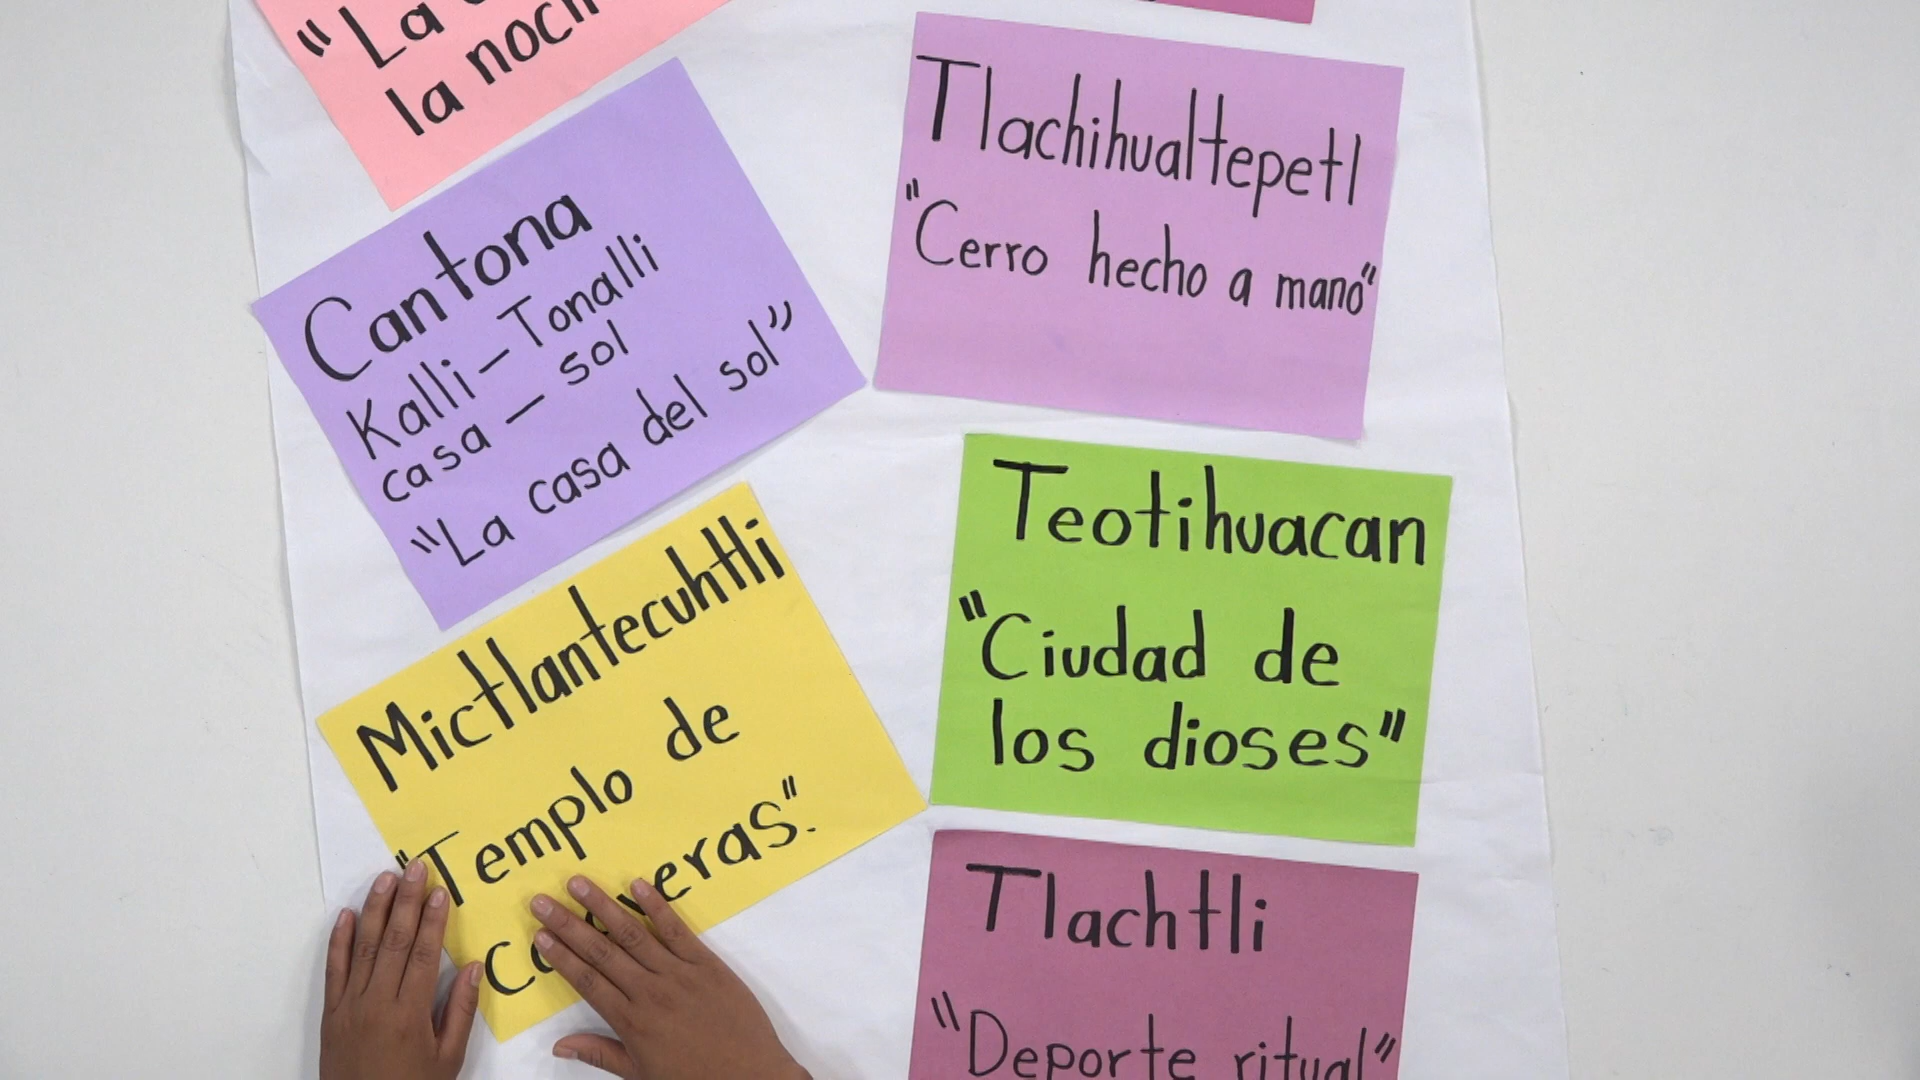 "La
la noch
Cantona
Kalli - Tonalli
casa - sol
"La casa del sol"
Mictlantecuhtli
"Templo de
Tlachihualtepetl
"Cerro hecho a mano"
Teotihuacan
"Ciudad de
los dioses"
Tlachtli
"Deporte ritual"